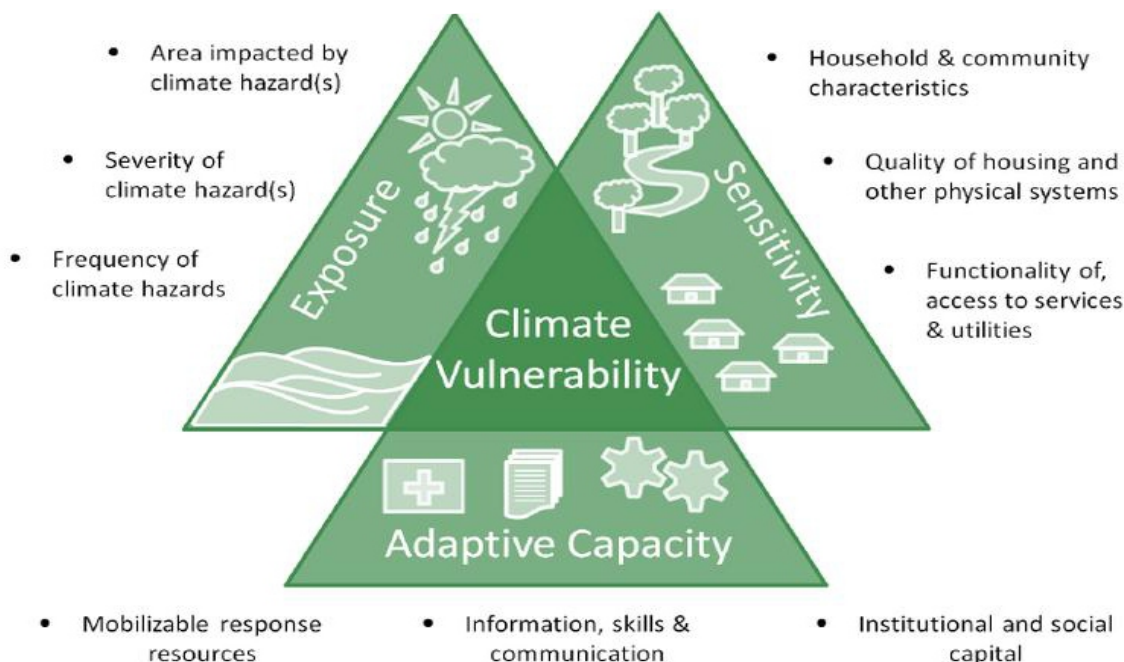 • Area impacted by
climate hazard(s)
• Severity of
climate hazard(s)
• Frequency of
climate hazards
Exposure
• Household & community
characteristics
• Quality of housing and
other physical systems
• Functionality of,
access to services
& utilities
Sensitivity
Climate
Vulnerability
Adaptive Capacity
• Mobilizable response
resources
• Information, skills &
communication
• Institutional and social
capital